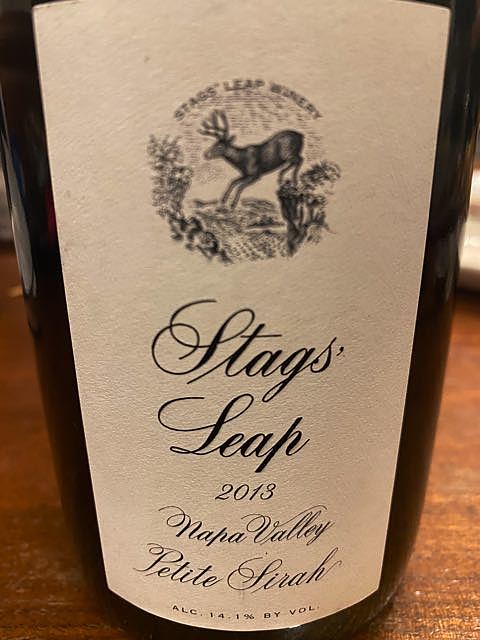 STAGS' LEAP WINERY
Stags'
Leap
2013
Napa Valley
Petite Sirah
ALC. 14.1% BY VOL.